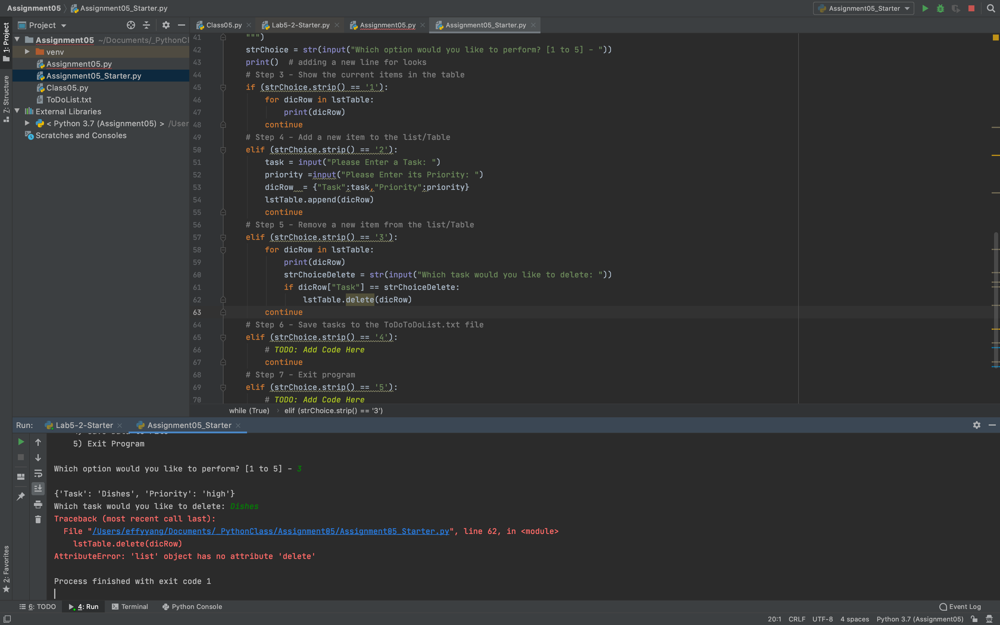 Assignment05 Assignment05_Starter.py Assignment05_Starter
1: Project
Project
Class05.py Lab5-2-Starter.py Assignment05.py Assignment05_Starter.py
Assignment05 ~/Documents/_PythonCl
venv
Assignment05.py
Assignment05_Starter.py
Class05.py
ToDoList.txt
External Libraries
< Python 3.7 (Assignment05) > /User
Scratches and Consoles
7: Structure
2: Favorites
41 """)
42 strChoice = str(input("Which option would you like to perform? [1 to 5] - "))
43 print()  # adding a new line for looks
44 # Step 3 - Show the current items in the table
45 if (strChoice.strip() == '1'):
46 for dicRow in lstTable:
47 print(dicRow)
48 continue
49 # Step 4 - Add a new item to the list/Table
50 elif (strChoice.strip() == '2'):
51 task = input("Please Enter a Task: ")
52 priority =input("Please Enter its Priority: ")
53 dicRow  = {"Task":task,"Priority":priority}
54 lstTable.append(dicRow)
55 continue
56 # Step 5 - Remove a new item from the list/Table
57 elif (strChoice.strip() == '3'):
58 for dicRow in lstTable:
59 print(dicRow)
60 strChoiceDelete = str(input("Which task would you like to delete: "))
61 if dicRow["Task"] == strChoiceDelete:
62 lstTable.delete(dicRow)
63 continue
64 # Step 6 - Save tasks to the ToDoToDoList.txt file
65 elif (strChoice.strip() == '4'):
66 # TODO: Add Code Here
67 continue
68 # Step 7 - Exit program
69 elif (strChoice.strip() == '5'):
70 # TODO: Add Code Here
while (True) elif (strChoice.strip() == '3')
Run: Lab5-2-Starter Assignment05_Starter
5) Exit Program
Which option would you like to perform? [1 to 5] - 3
{'Task': 'Dishes', 'Priority': 'high'}
Which task would you like to delete: Dishes
Traceback (most recent call last):
File "/Users/effyyang/Documents/_PythonClass/Assignment05/Assignment05_Starter.py", line 62, in <module>
lstTable.delete(dicRow)
AttributeError: 'list' object has no attribute 'delete'
Process finished with exit code 1
6: TODO 4: Run Terminal Python Console Event Log
20:1 CRLF UTF-8 4 spaces Python 3.7 (Assignment05)